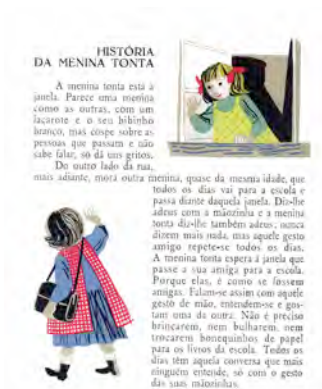 HISTÓRIA
DA MENINA TONTA
A menina tonta está à
janela. Parece uma menina
como as outras, com um
laçarote e o seu bibinho
branco, mas cospe sobre as
pessoas que passam e não
sabe falar, só dá uns gritos.
Do outro lado da rua,
mais adiante, mora outra menina, quase da mesma idade, que
todos os dias vai para a escola e
passa diante daquela janela. Diz-lhe
adeus com a mãozinha e a menina
tonta diz-lhe também adeus; nunca
dizem mais nada, mas aquele gesto
amigo repete-se todos os dias.
A menina tonta espera à janela que
passe a sua amiga para a escola.
Porque elas, é como se fossem
amigas. Falam-se assim com aquele
gesto de mão, entendem-se e gos-
tam uma da outra. Não é preciso
brincarem, nem bulharem, nem
trocarem bonequinhos de papel
para os livros da escola. Todos os
dias têm aquela conversa que mais
ninguém entende, só com o gesto
das suas mãozinhas.